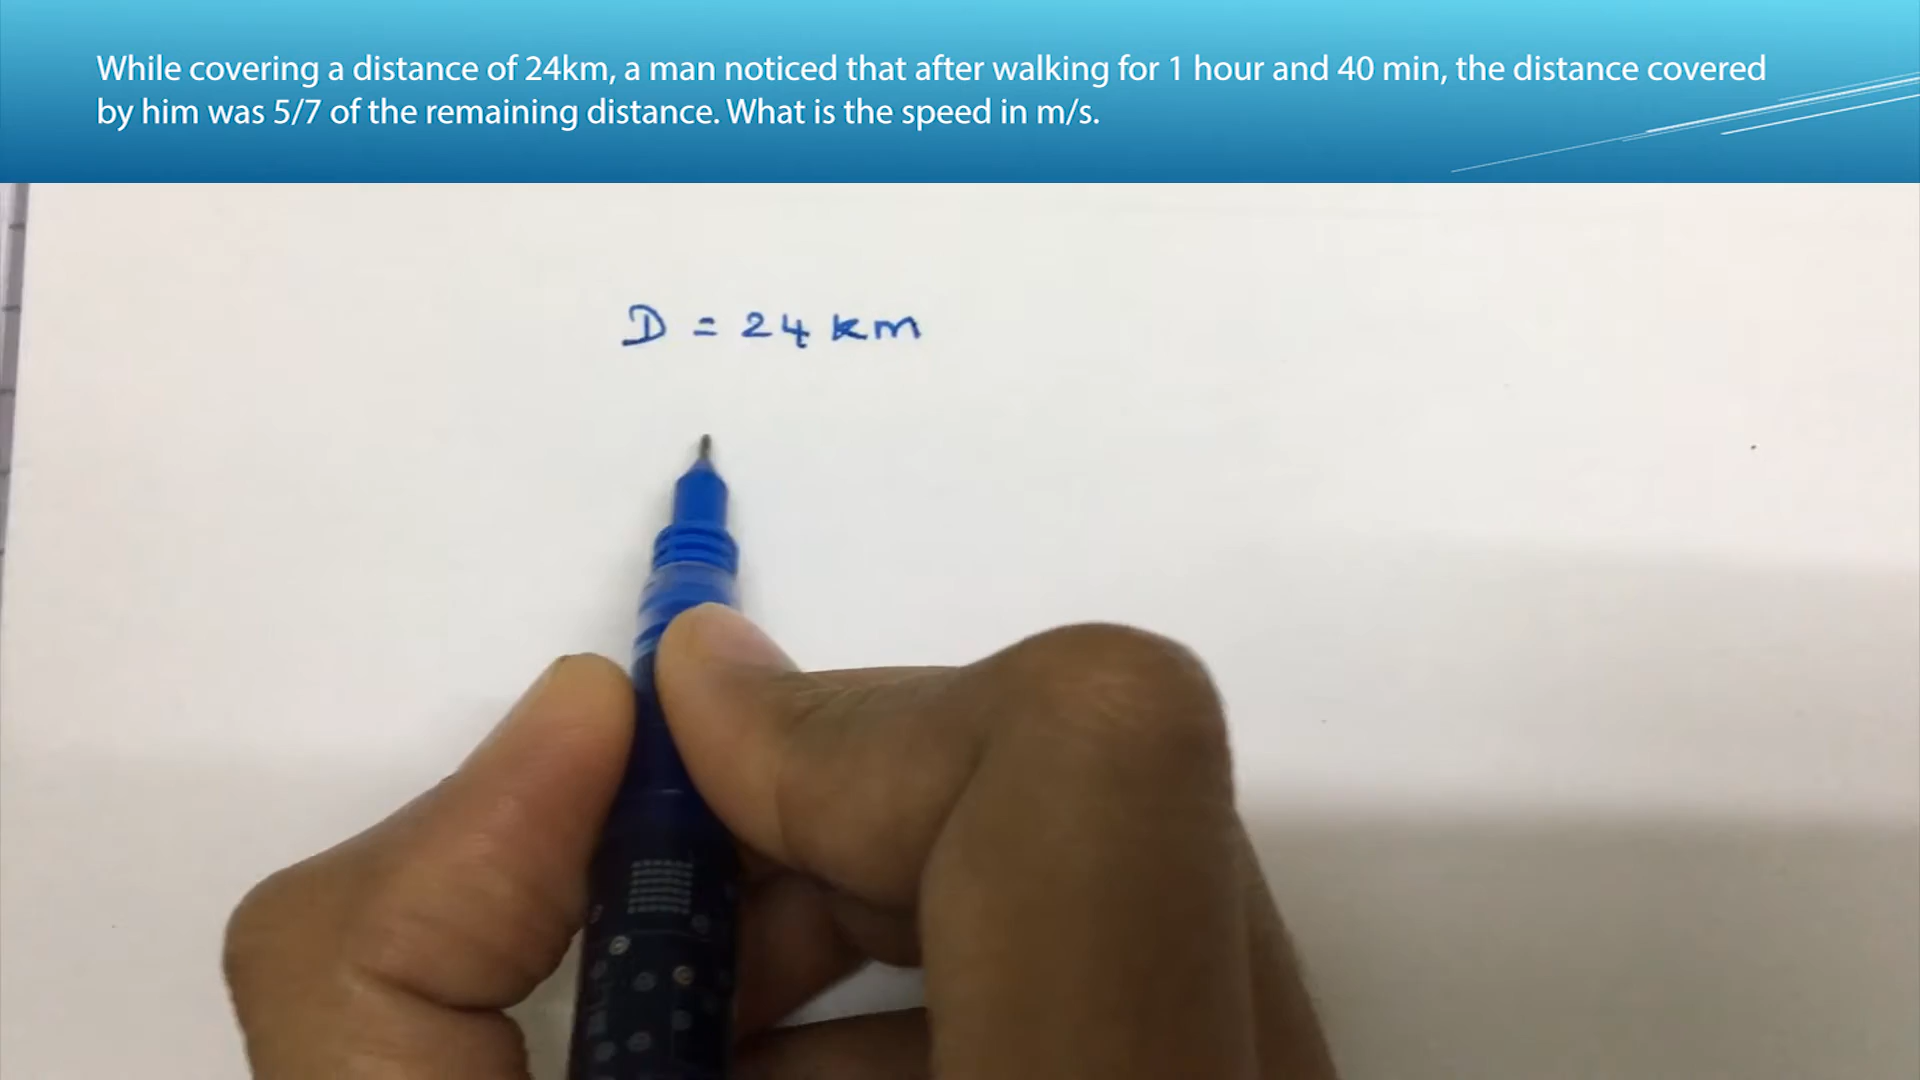 While covering a distance of 24km, a man noticed that after walking for 1 hour and 40 min, the distance covered
by him was 5/7 of the remaining distance. What is the speed in m/s.
D = 24 km